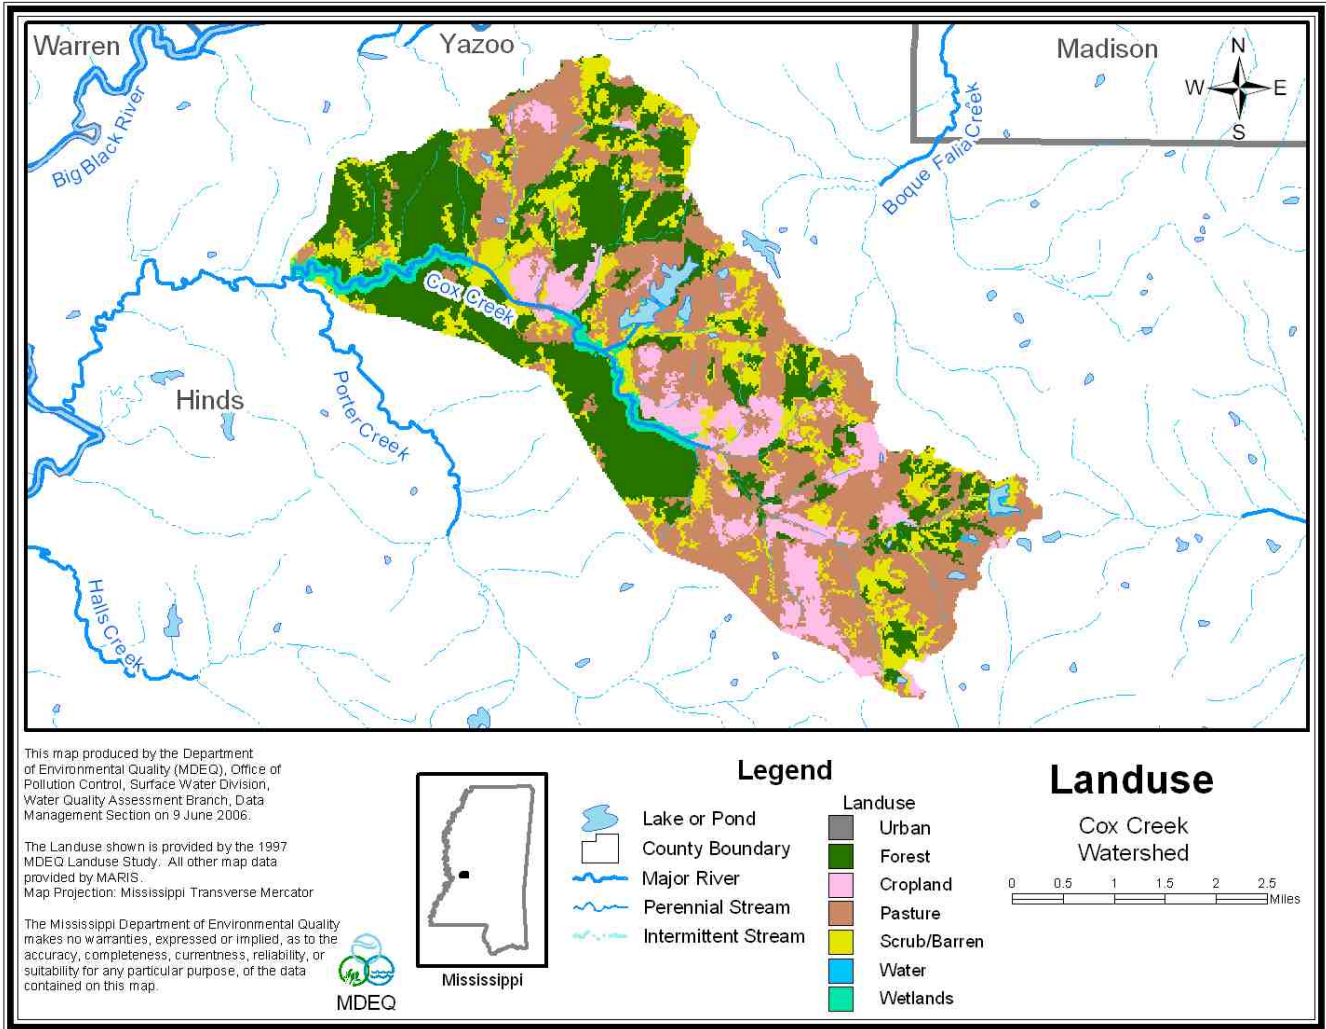 Warren
Yazoo
Madison
N
W
E
S
Big Black River
Boque Falia Creek
Cox Creek
Hinds
Porter Creek
Halls Creek
This map produced by the Department
of Environmental Quality (MDEQ), Office of
Pollution Control, Surface Water Division,
Water Quality Assessment Branch, Data
Management Section on 9 June 2006.
The Landuse shown is provided by the 1997
MDEQ Landuse Study. All other map data
provided by MARIS.
Map Projection: Mississippi Transverse Mercator
The Mississippi Department of Environmental Quality
makes no warranties, expressed or implied, as to the
accuracy, completeness, currentness, reliability, or
suitability for any particular purpose, of the data
contained on this map.
MDEQ
Mississippi
Legend
Lake or Pond
County Boundary
Major River
Perennial Stream
Intermittent Stream
Landuse
Urban
Forest
Cropland
Pasture
Scrub/Barren
Water
Wetlands
Landuse
Cox Creek
Watershed
0 0.5 1 1.5 2 2.5
Miles